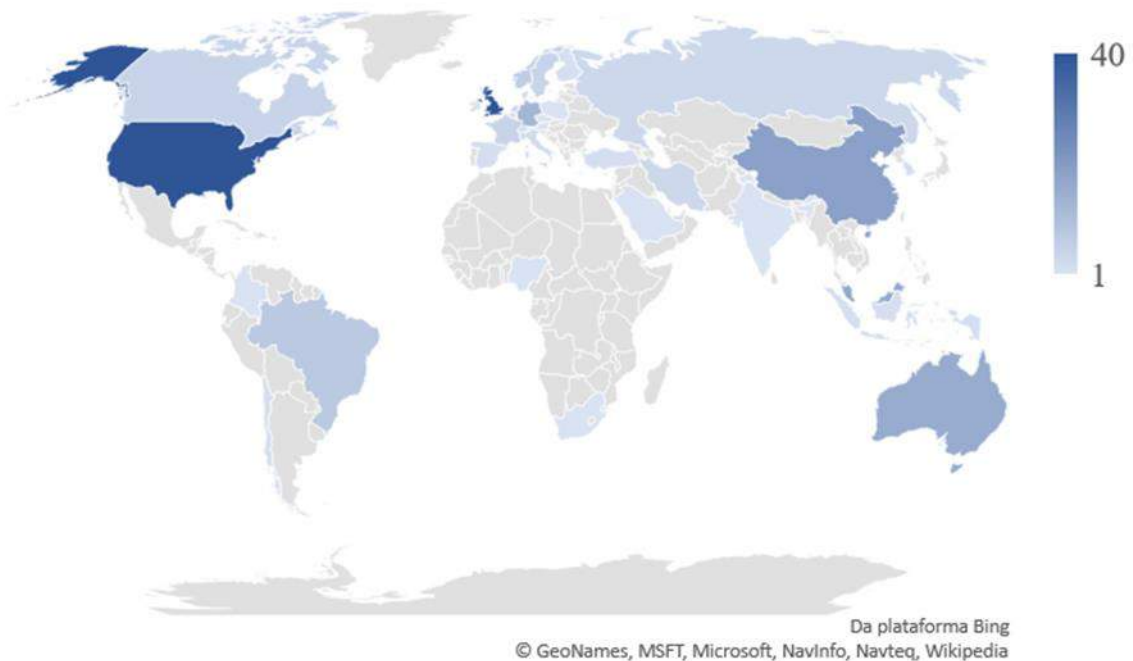 40
1
Da plataforma Bing
© GeoNames, MSFT, Microsoft, NavInfo, Navteq, Wikipedia